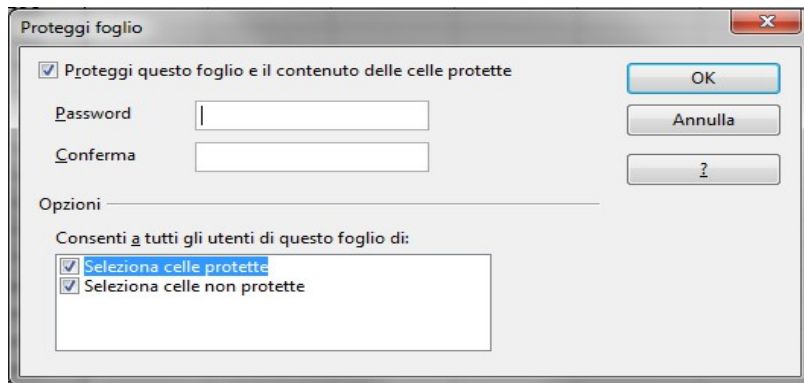 Proteggi foglio
Proteggi questo foglio e il contenuto delle celle protette
OK
Password
Annulla
Conferma
?
Opzioni
Consenti a tutti gli utenti di questo foglio di:
Seleziona celle protette
Seleziona celle non protette